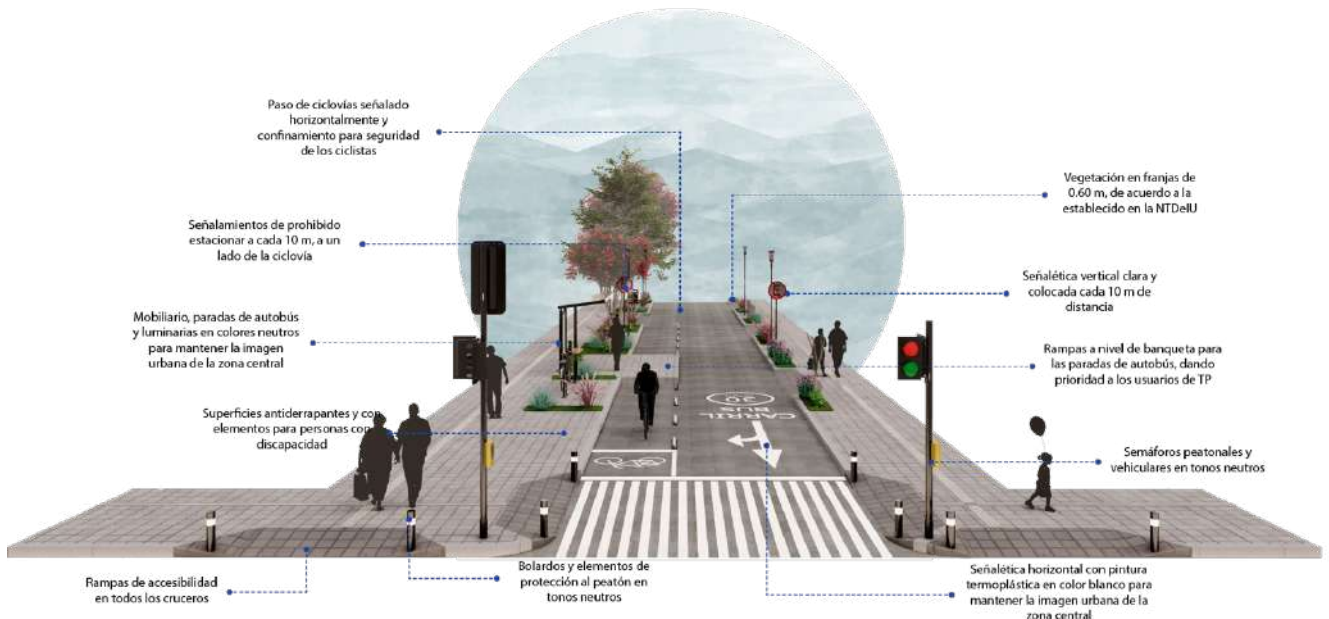 Paso de ciclovías señalado
horizontalmente y
confinamiento para seguridad
de los ciclistas
Vegetación en franjas de
0.60 m, de acuerdo a la
establecido en la NTDeIU
Señalamientos de prohibido
estacionar a cada 10 m, a un
lado de la ciclovía
Señalética vertical clara y
colocada cada 10 m de
distancia
Mobiliario, paradas de autobús
y luminarias en colores neutros
para mantener la imagen
urbana de la zona central
Rampas a nivel de banqueta para
las paradas de autobús, dando
prioridad a los usuarios de TP
20
BUS
CARRIL
Superficies antiderrapantes y con
elementos para personas con
discapacidad
Semáforos peatonales y
vehiculares en tonos neutros
Rampas de accesibilidad
en todos los cruceros
Bolardos y elementos de
protección al peatón en
tonos neutros
Señalética horizontal con pintura
termoplástica en color blanco para
mantener la imagen urbana de la
zona central